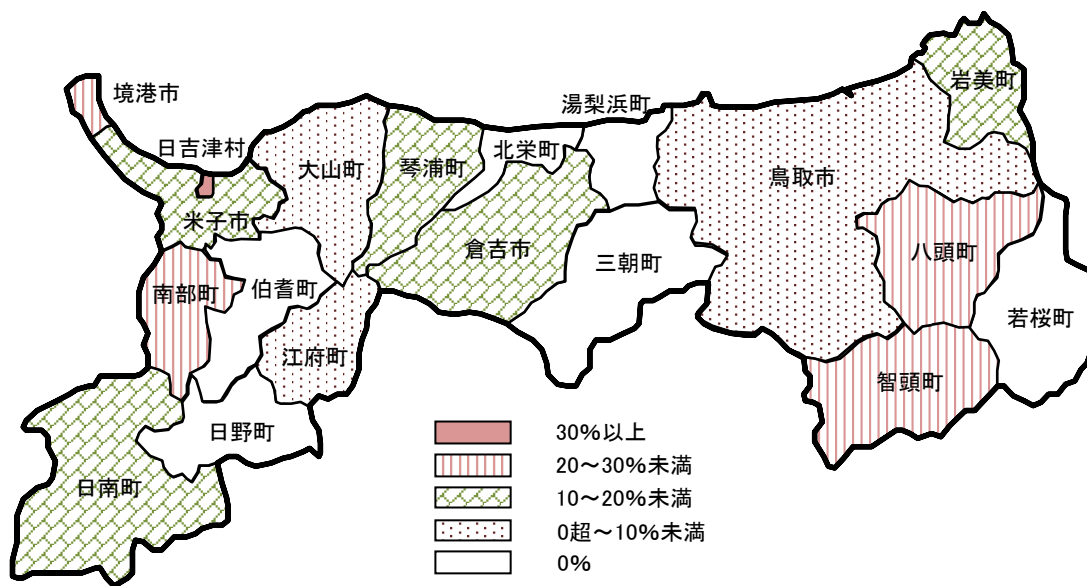 境港市
日吉津村
米子市
大山町
琴浦町
北栄町
湯梨浜町
岩美町
鳥取市
倉吉市
三朝町
八頭町
若桜町
南部町
伯耆町
江府町
智頭町
日野町
日南町
30%以上
20～30%未満
10～20%未満
0超～10%未満
0%